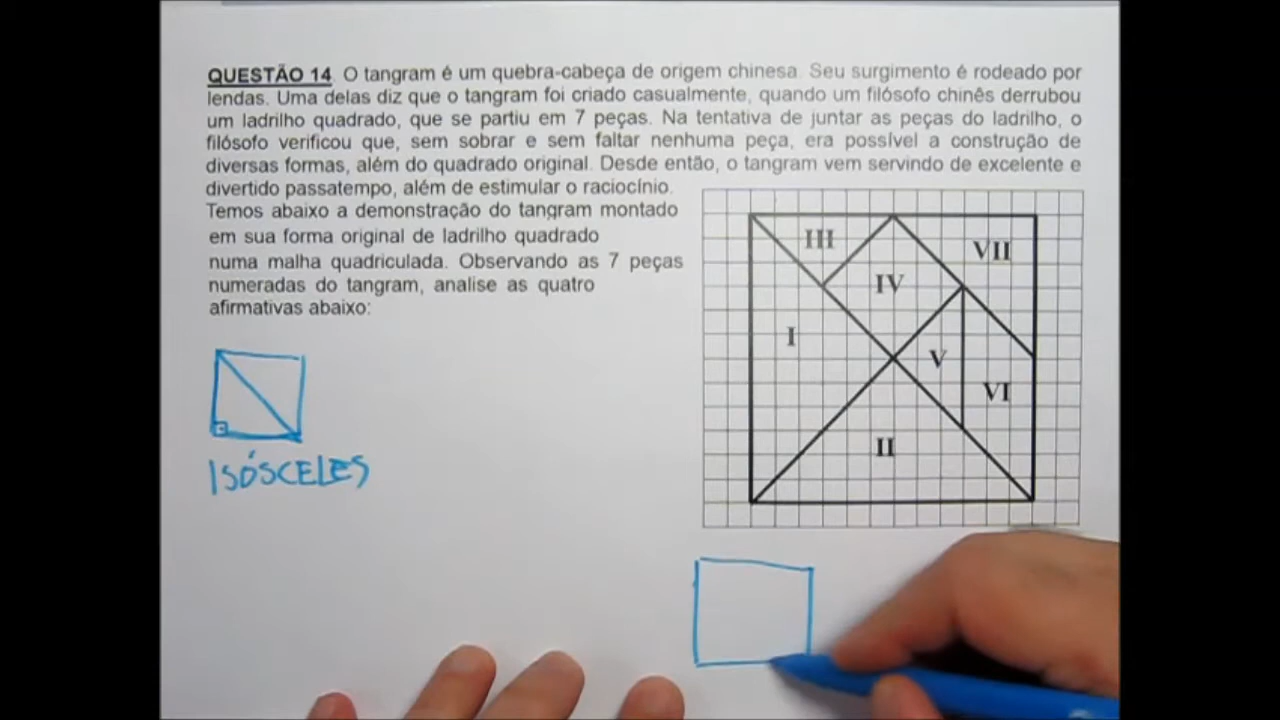 QUESTÃO 14 O tangram é um quebra-cabeça de origem chinesa. Seu surgimento é rodeado por
lendas. Uma delas diz que o tangram foi criado casualmente, quando um filósofo chinês derrubou
um ladrilho quadrado, que se partiu em 7 peças. Na tentativa de juntar as peças do ladrilho, o
filósofo verificou que, sem sobrar e sem faltar nenhuma peça, era possível a construção de
diversas formas, além do quadrado original. Desde então, o tangram vem servindo de excelente e
divertido passatempo, além de estimular o raciocínio.
Temos abaixo a demonstração do tangram montado
em sua forma original de ladrilho quadrado
numa malha quadriculada. Observando as 7 peças
numeradas do tangram, analise as quatro
afirmativas abaixo:
III
VII
IV
I
V
VI
II
ISÓSCELES